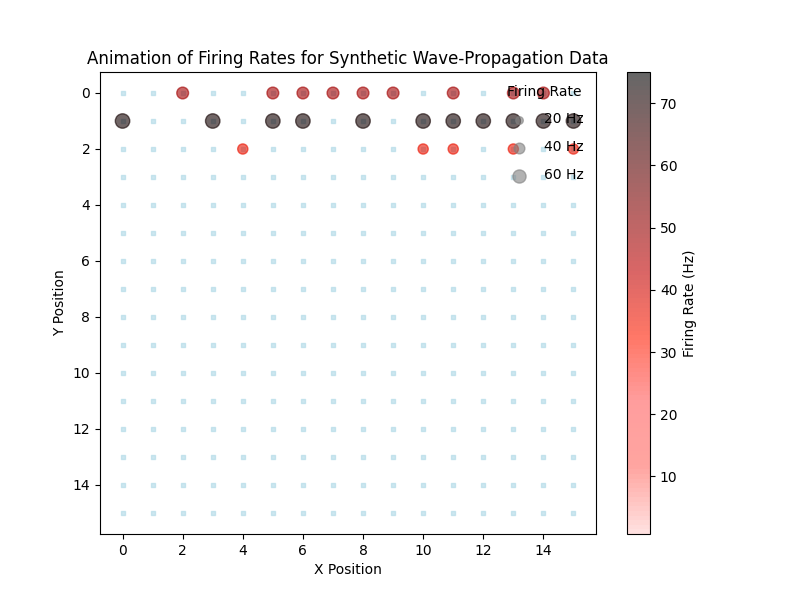 Animation of Firing Rates for Synthetic Wave-Propagation Data
Firing Rate
20 Hz
40 Hz
60 Hz
0
2
4
6
8
10
12
14
Y Position
0 2 4 6 8 10 12 14
X Position
70
60
50
40
30
20
10
Firing Rate (Hz)